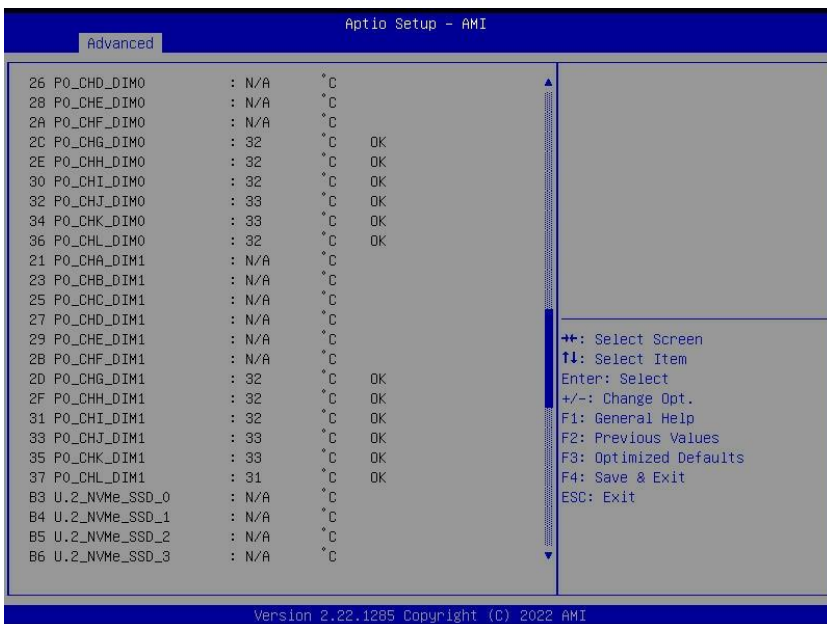 Aptio Setup - AMI
Advanced
26 P0_CHD_DIM0 : N/A °C
28 P0_CHE_DIM0 : N/A °C
2A P0_CHF_DIM0 : N/A °C
2C P0_CHG_DIM0 : 32 °C OK
2E P0_CHH_DIM0 : 32 °C OK
30 P0_CHI_DIM0 : 32 °C OK
32 P0_CHJ_DIM0 : 33 °C OK
34 P0_CHK_DIM0 : 33 °C OK
36 P0_CHL_DIM0 : 32 °C OK
21 P0_CHA_DIM1 : N/A °C
23 P0_CHB_DIM1 : N/A °C
25 P0_CHC_DIM1 : N/A °C
27 P0_CHD_DIM1 : N/A °C
29 P0_CHE_DIM1 : N/A °C
2B P0_CHF_DIM1 : N/A °C
2D P0_CHG_DIM1 : 32 °C OK
2F P0_CHH_DIM1 : 32 °C OK
31 P0_CHI_DIM1 : 32 °C OK
33 P0_CHJ_DIM1 : 33 °C OK
35 P0_CHK_DIM1 : 33 °C OK
37 P0_CHL_DIM1 : 31 °C OK
B3 U.2_NVMe_SSD_0 : N/A °C
B4 U.2_NVMe_SSD_1 : N/A °C
B5 U.2_NVMe_SSD_2 : N/A °C
B6 U.2_NVMe_SSD_3 : N/A °C
→←: Select Screen
↑↓: Select Item
Enter: Select
+/-: Change Opt.
F1: General Help
F2: Previous Values
F3: Optimized Defaults
F4: Save & Exit
ESC: Exit
Version 2.22.1285 Copyright (C) 2022 AMI